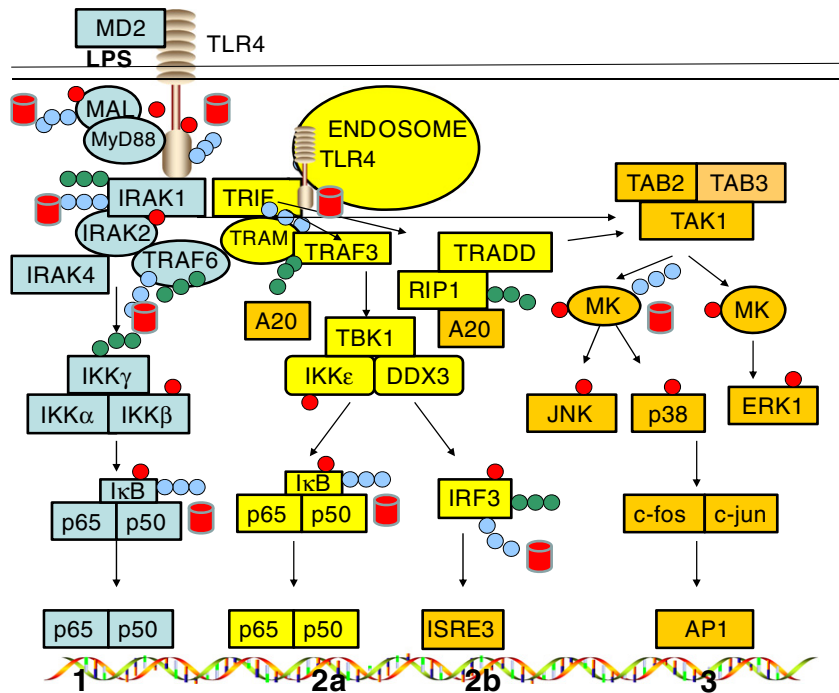 MD2
TLR4
LPS
MAL
MyD88
ENDOSOME
TLR4
IRAK1
TRIF
TAB2 TAB3
TAK1
IRAK2
TRAM
TRAF3
TRADD
IRAK4
TRAF6
RIP1
A20
A20
MK
MK
TBK1
IKKγ
IKKε DDX3
IKKα IKKβ
JNK
p38
ERK1
IκB
IκB
IRF3
p65 p50
p65 p50
c-fos c-jun
p65 p50
p65 p50
ISRE3
AP1
1
2a
2b
3